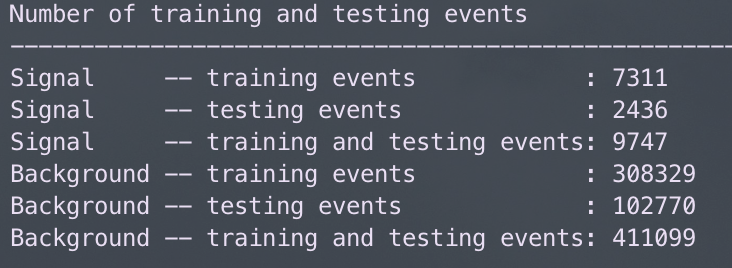 Number of training and testing events
-----------------------------------------------------
Signal     -- training events            : 7311
Signal     -- testing events             : 2436
Signal     -- training and testing events: 9747
Background -- training events            : 308329
Background -- testing events             : 102770
Background -- training and testing events: 411099